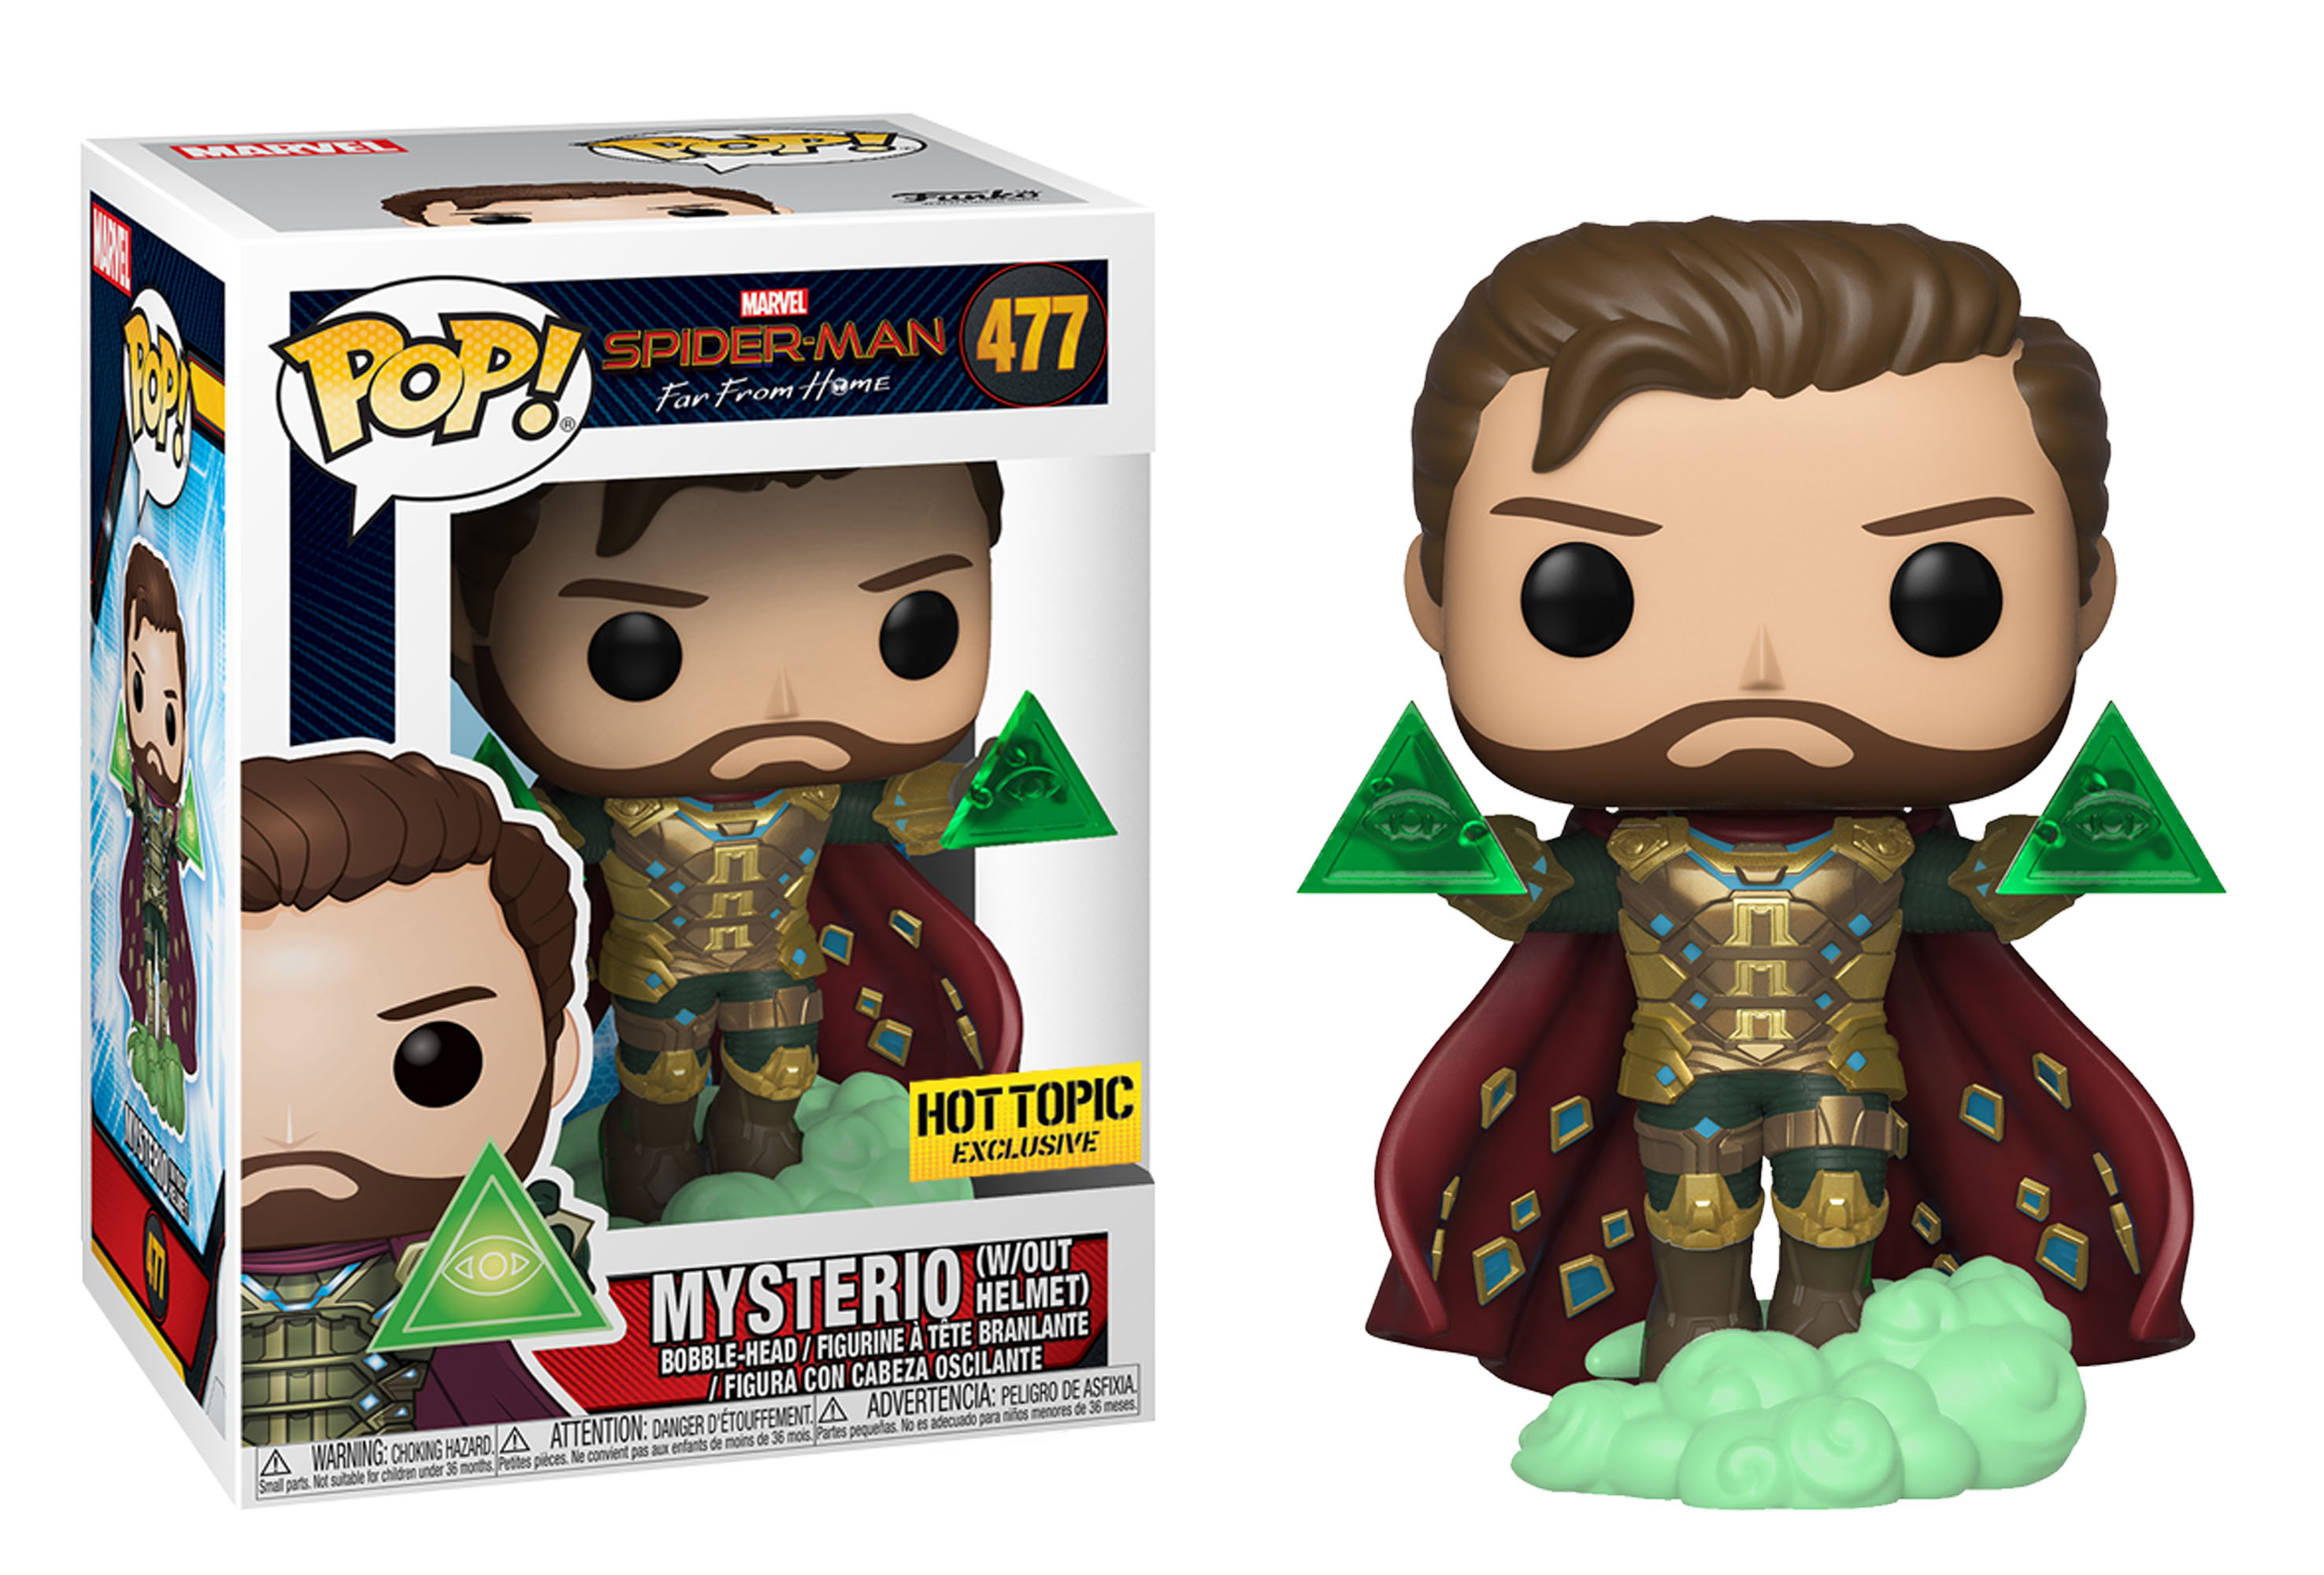 MARVEL
POP!
Funko
MARVEL
POP!
MYSTERIO
477
POP!®
MARVEL
SPIDER-MAN
Far From Home
477
HOT TOPIC
EXCLUSIVE
MYSTERIO (W/OUT HELMET)
BOBBLE-HEAD / FIGURINE À TÊTE BRANLANTE
/ FIGURA CON CABEZA OSCILANTE
WARNING: CHOKING HAZARD.
Small parts. Not suitable for children under 36 months.
ATTENTION: DANGER D'ÉTOUFFEMENT.
Petites pièces. Ne convient pas aux enfants de moins de 36 mois.
ADVERTENCIA: PELIGRO DE ASFIXIA.
Partes pequeñas. No es adecuado para niños menores de 36 meses.